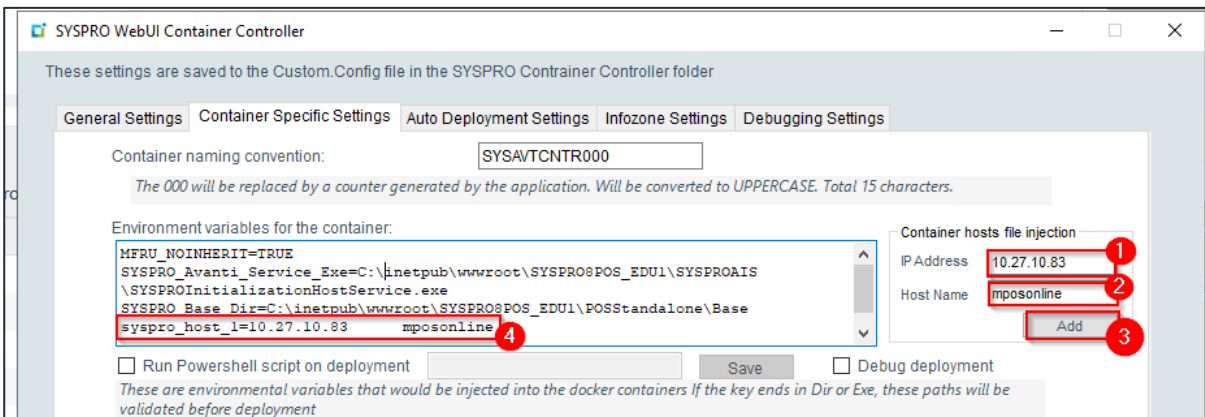 SYSPRO WebUI Container Controller
These settings are saved to the Custom.Config file in the SYSPRO Contrainer Controller folder
General Settings Container Specific Settings Auto Deployment Settings Infozone Settings Debugging Settings
Container naming convention: SYSAVTCNTR000
The 000 will be replaced by a counter generated by the application. Will be converted to UPPERCASE. Total 15 characters.
Environment variables for the container:
MFRU_NOINHERIT=TRUE
SYSPRO_Avanti_Service_Exe=C:\inetpub\wwwroot\SYSPRO8POS_EDU1\SYSPROAIS
\SYSPROInitializationHostService.exe
SYSPRO_Base_Dir=C:\inetpub\wwwroot\SYSPRO8POS_EDU1\POSStandalone\Base
syspro_host_1=10.27.10.83 mposonline
4
Container hosts file injection
1
IP Address 10.27.10.83
Host Name mposonline 2
Add 3
Run Powershell script on deployment Save Debug deployment
These are environmental variables that would be injected into the docker containers If the key ends in Dir or Exe, these paths will be
validated before deployment